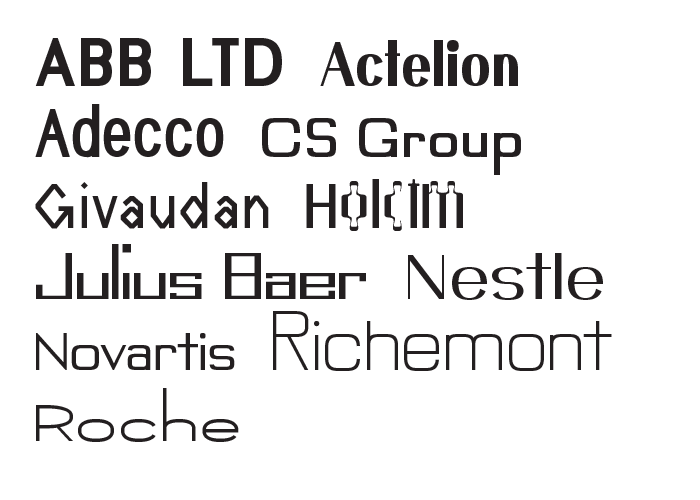 ABB LTD Actelion
Adecco CS Group
Givaudan Holcim
Julius Baer Nestle
Novartis Richemont
Roche